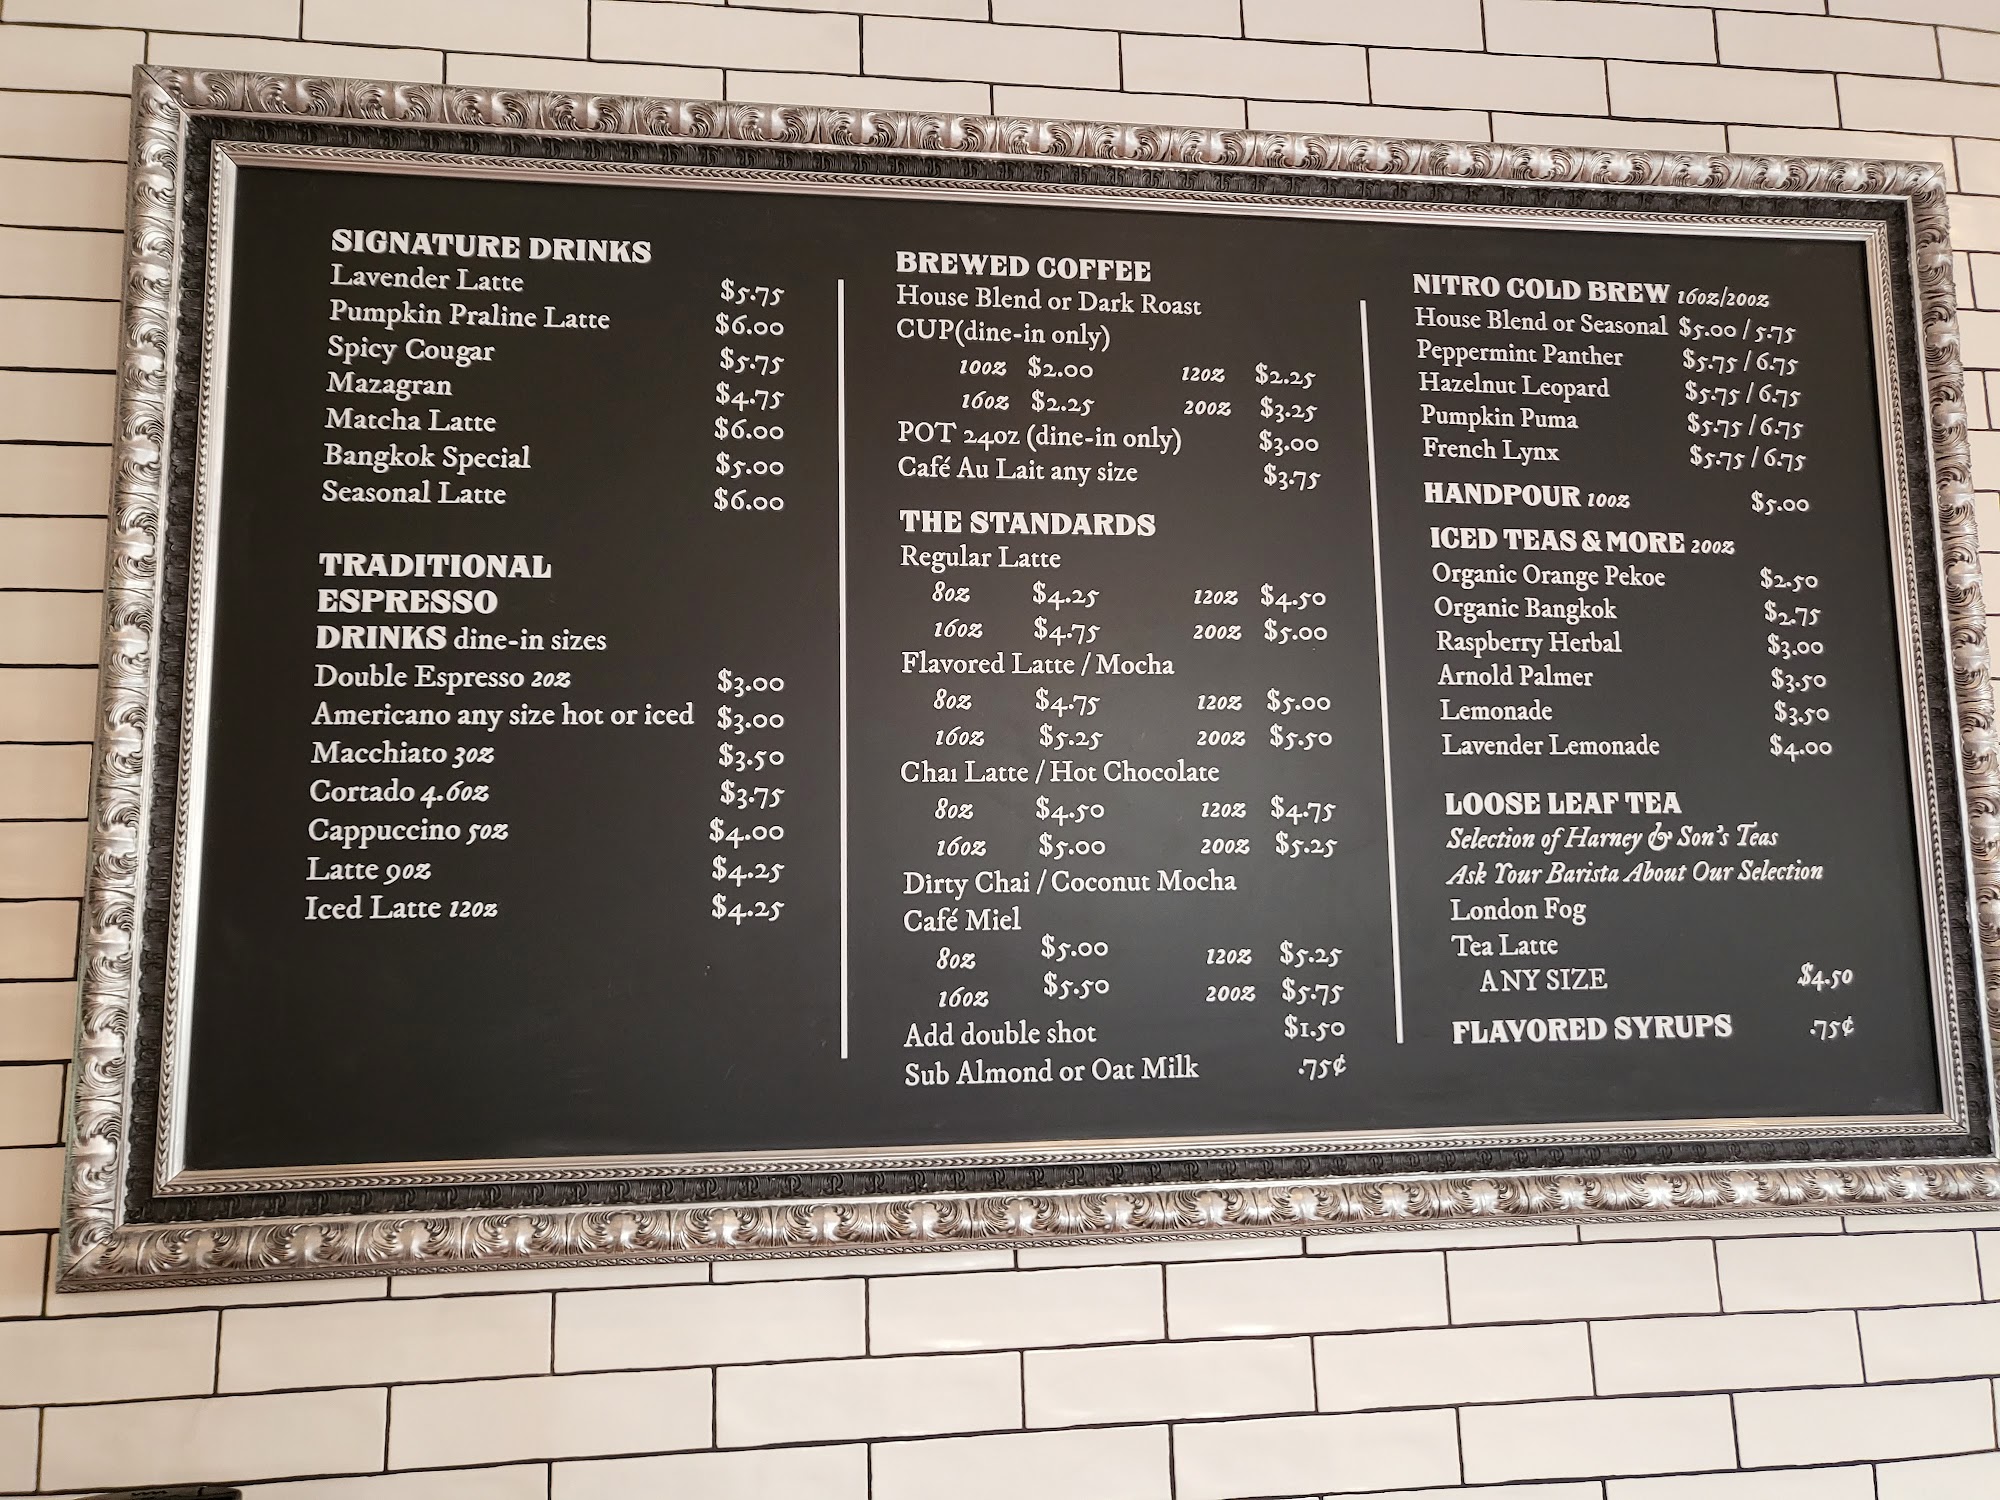 SIGNATURE DRINKS
Lavender Latte $5.75
Pumpkin Praline Latte $6.00
Spicy Cougar $5.75
Mazagran $4.75
Matcha Latte $6.00
Bangkok Special $5.00
Seasonal Latte $6.00
TRADITIONAL
ESPRESSO
DRINKS dine-in sizes
Double Espresso 2oz $3.00
Americano any size hot or iced $3.00
Macchiato 3oz $3.50
Cortado 4.6oz $3.75
Cappuccino 5oz $4.00
Latte 9oz $4.25
Iced Latte 12oz $4.25
BREWED COFFEE
House Blend or Dark Roast
CUP(dine-in only)
10oz $2.00 12oz $2.25
16oz $2.25 20oz $3.25
POT 24oz (dine-in only) $3.00
Café Au Lait any size $3.75
THE STANDARDS
Regular Latte
8oz $4.25 12oz $4.50
16oz $4.75 20oz $5.00
Flavored Latte / Mocha
8oz $4.75 12oz $5.00
16oz $5.25 20oz $5.50
Chai Latte / Hot Chocolate
8oz $4.50 12oz $4.75
16oz $5.00 20oz $5.25
Dirty Chai / Coconut Mocha
Café Miel
8oz $5.00 12oz $5.25
16oz $5.50 20oz $5.75
Add double shot $1.50
Sub Almond or Oat Milk .75¢
NITRO COLD BREW 16oz/20oz
House Blend or Seasonal $5.00 / 5.75
Peppermint Panther $5.75 / 6.75
Hazelnut Leopard $5.75 / 6.75
Pumpkin Puma $5.75 / 6.75
French Lynx $5.75 / 6.75
HANDPOUR 10oz $5.00
ICED TEAS & MORE 20oz
Organic Orange Pekoe $2.50
Organic Bangkok $2.75
Raspberry Herbal $3.00
Arnold Palmer $3.50
Lemonade $3.50
Lavender Lemonade $4.00
LOOSE LEAF TEA
Selection of Harney & Son's Teas
Ask Your Barista About Our Selection
London Fog
Tea Latte
ANY SIZE $4.50
FLAVORED SYRUPS .75¢